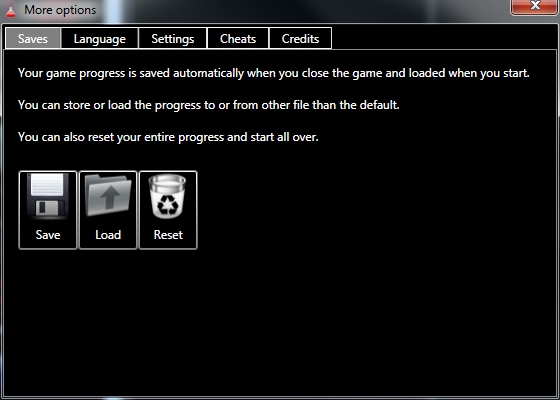 More options
Saves Language Settings Cheats Credits
Your game progress is saved automatically when you close the game and loaded when you start.
You can store or load the progress to or from other file than the default.
You can also reset your entire progress and start all over.
Save Load Reset